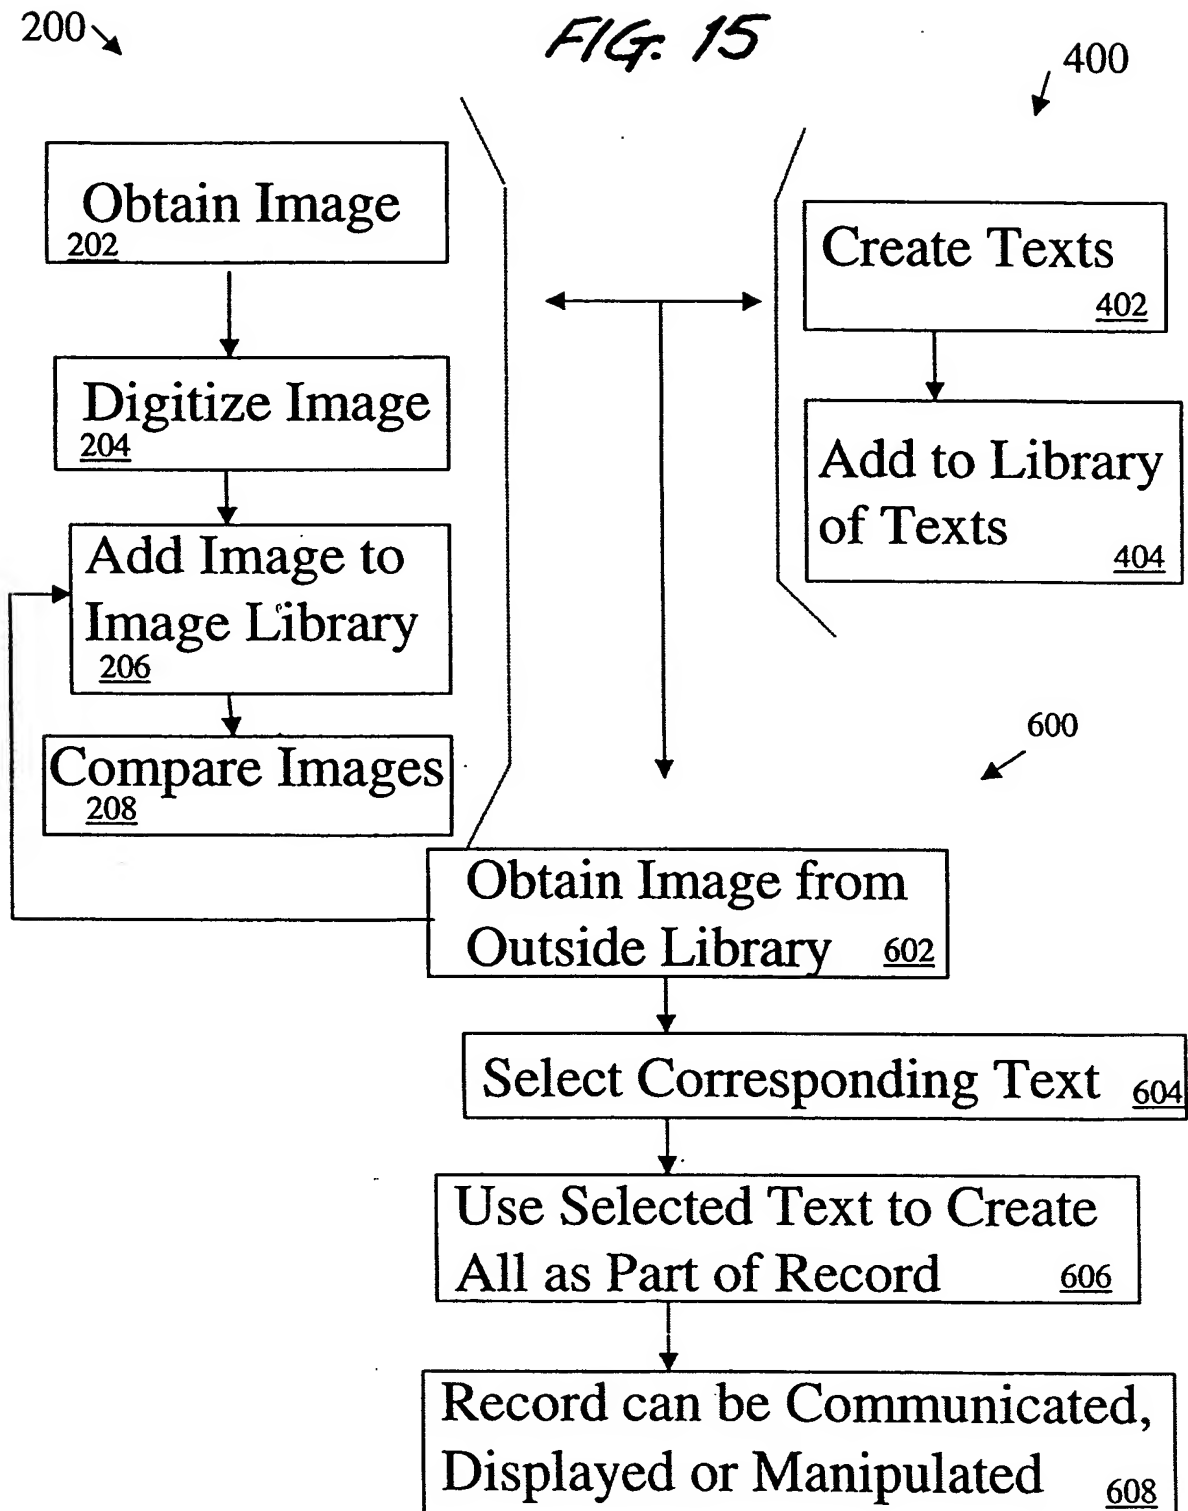 200
FIG. 15
400
Obtain Image
202
Digitize Image
204
Add Image to
Image Library
206
Compare Images
208
Create Texts
402
Add to Library
of Texts
404
600
Obtain Image from
Outside Library 602
Select Corresponding Text 604
Use Selected Text to Create
All as Part of Record 606
Record can be Communicated,
Displayed or Manipulated 608